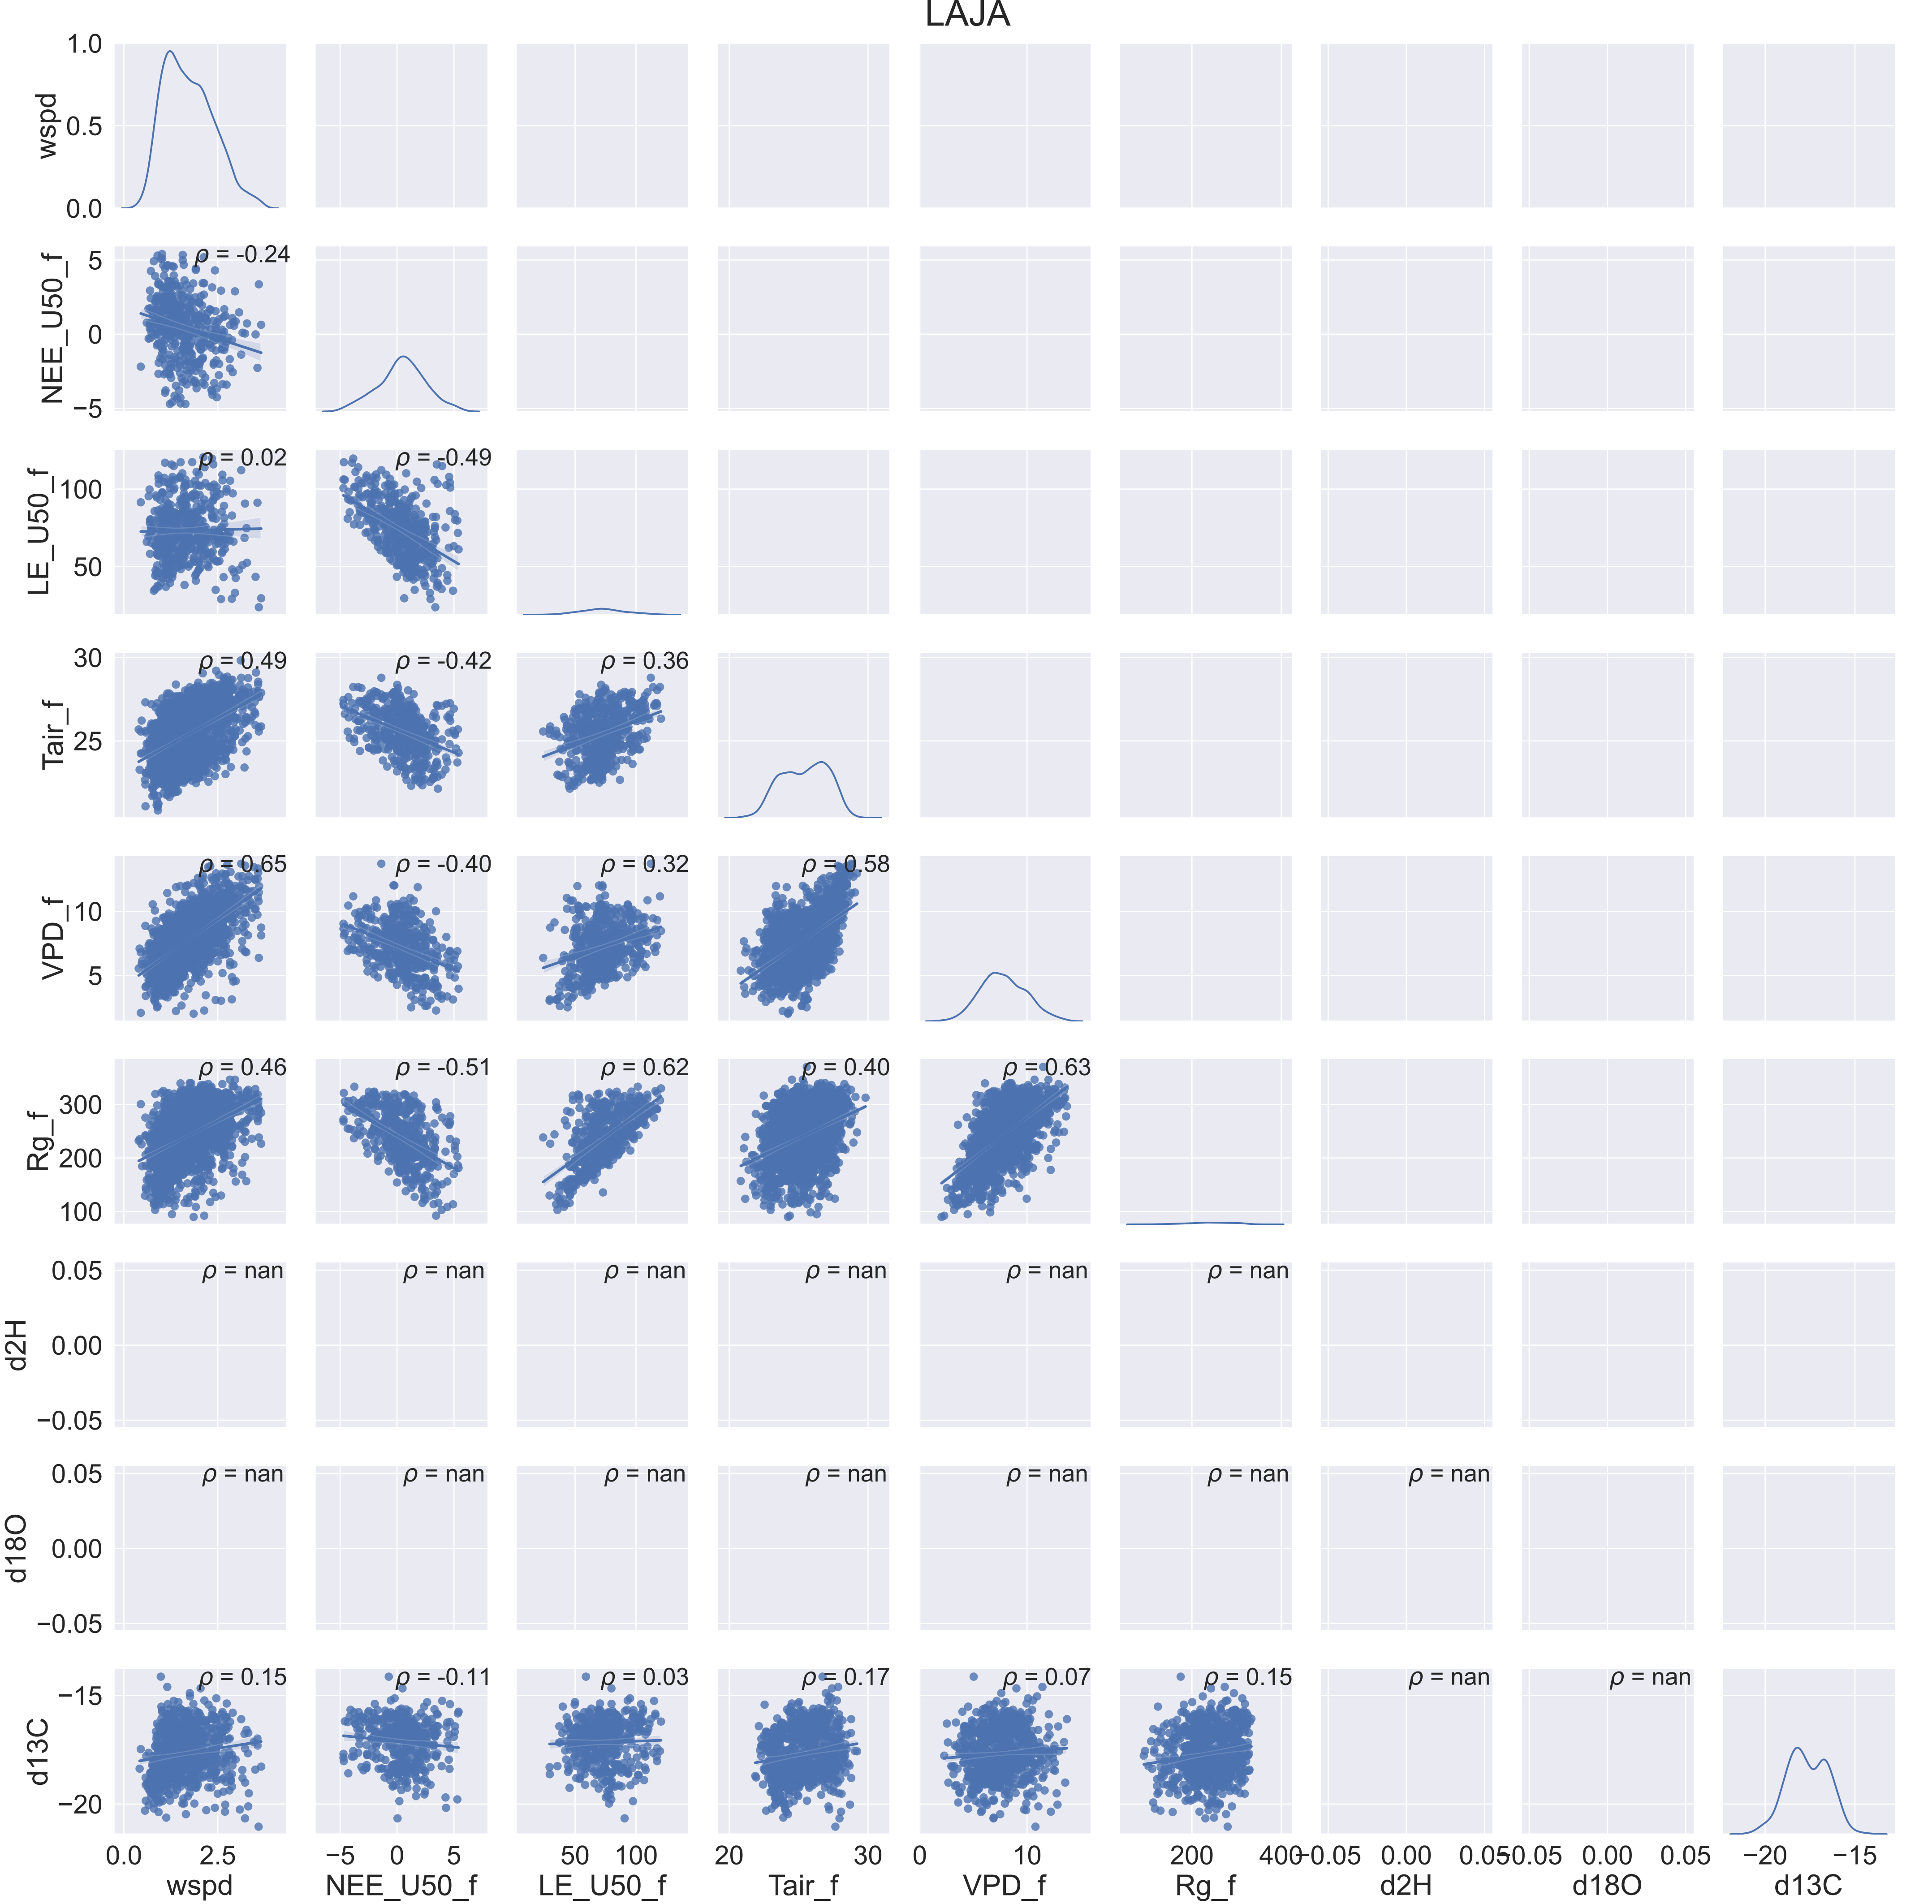 LAJA
1.0
0.5
0.0
wspd
5
0
−5
NEE_U50_f
ρ = -0.24
100
50
LE_U50_f
ρ = 0.02
ρ = -0.49
30
25
Tair_f
ρ = 0.49
ρ = -0.42
ρ = 0.36
10
5
VPD_f
ρ = 0.65
ρ = -0.40
ρ = 0.32
ρ = 0.58
300
200
100
Rg_f
ρ = 0.46
ρ = -0.51
ρ = 0.62
ρ = 0.40
ρ = 0.63
0.05
0.00
−0.05
d2H
ρ = nan
ρ = nan
ρ = nan
ρ = nan
ρ = nan
ρ = nan
0.05
0.00
−0.05
d18O
ρ = nan
ρ = nan
ρ = nan
ρ = nan
ρ = nan
ρ = nan
ρ = nan
−15
−20
d13C
ρ = 0.15
ρ = -0.11
ρ = 0.03
ρ = 0.17
ρ = 0.07
ρ = 0.15
ρ = nan
ρ = nan
0.0 2.5
wspd
−5 0 5
NEE_U50_f
50 100
LE_U50_f
20 30
Tair_f
0 10
VPD_f
200 400
Rg_f
−0.05 0.00 0.05
d2H
−0.05 0.00 0.05
d18O
−20 −15
d13C